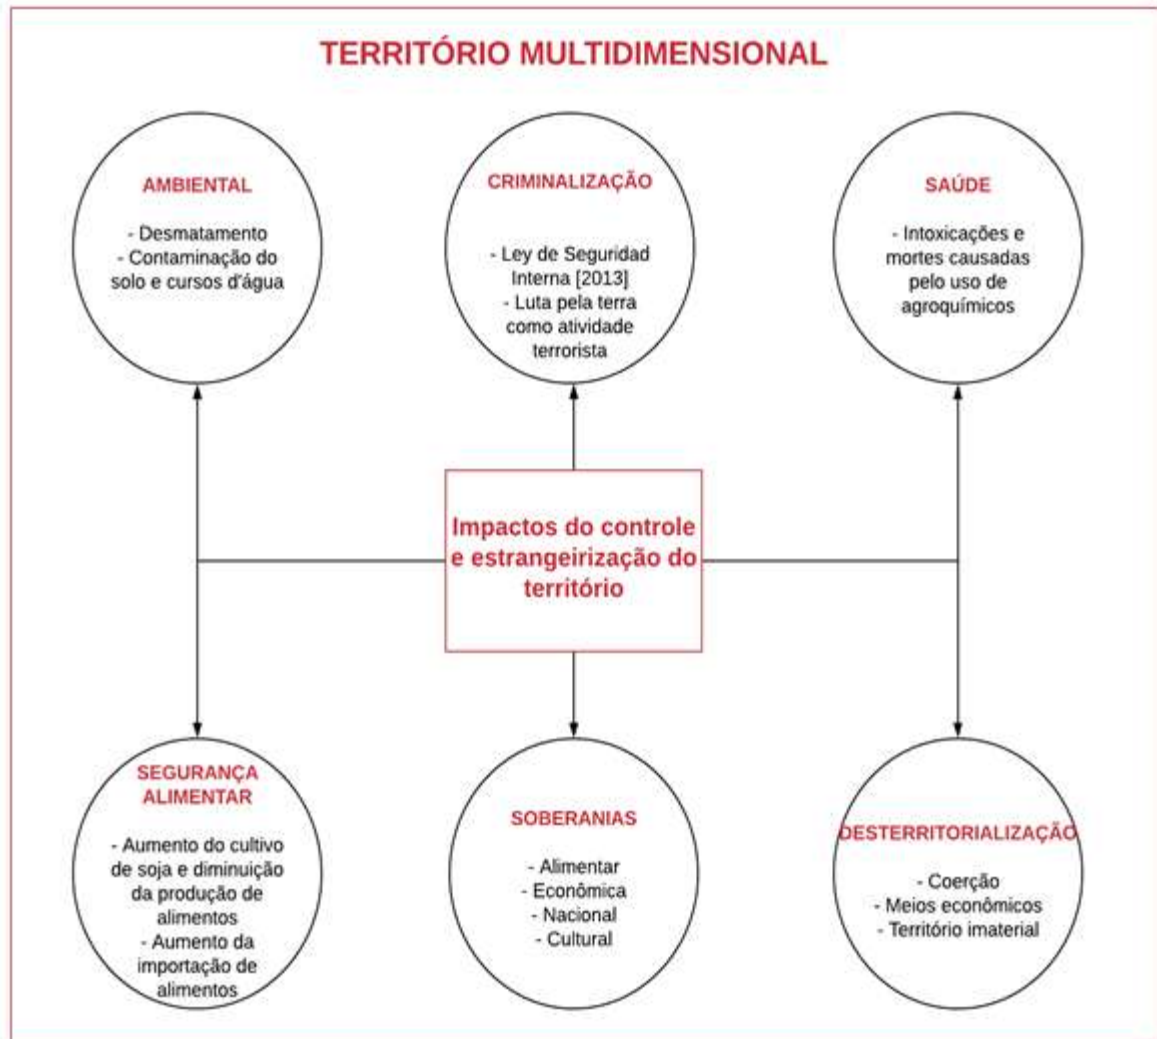 TERRITÓRIO MULTIDIMENSIONAL
AMBIENTAL
- Desmatamento
- Contaminação do
solo e cursos d'água
CRIMINALIZAÇÃO
- Ley de Seguridad
Interna [2013]
- Luta pela terra
como atividade
terrorista
SAÚDE
- Intoxicações e
mortes causadas
pelo uso de
agroquímicos
Impactos do controle
e estrangeirização do
território
SEGURANÇA
ALIMENTAR
- Aumento do cultivo
de soja e diminuição
da produção de
alimentos
- Aumento da
importação de
alimentos
SOBERANIAS
- Alimentar
- Econômica
- Nacional
- Cultural
DESTERRITORIALIZAÇÃO
- Coerção
- Meios econômicos
- Território imaterial